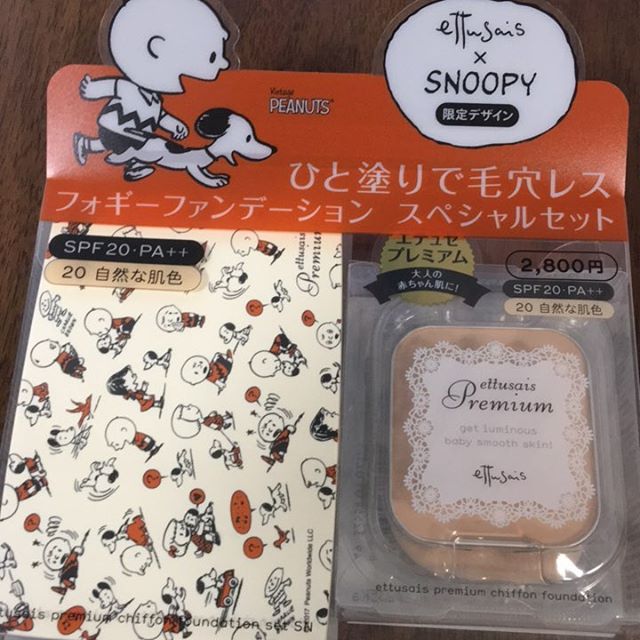 ettusais
×
SNOOPY
限定デザイン
Vintage
PEANUTS
ひと塗りで毛穴レス
フォギーファンデーション スペシャルセット
SPF20・PA++
20 自然な肌色
ettusais
Premium
エテュセ
プレミアム
大人の
赤ちゃん肌に!
2,800円
SPF20・PA++
20 自然な肌色
ettusais
Premium
get luminous
baby smooth skin!
ettusais
2017 Peanuts Worldwide LLC
ettusais premium chiffon foundation set SN
ettusais premium chiffon foundation